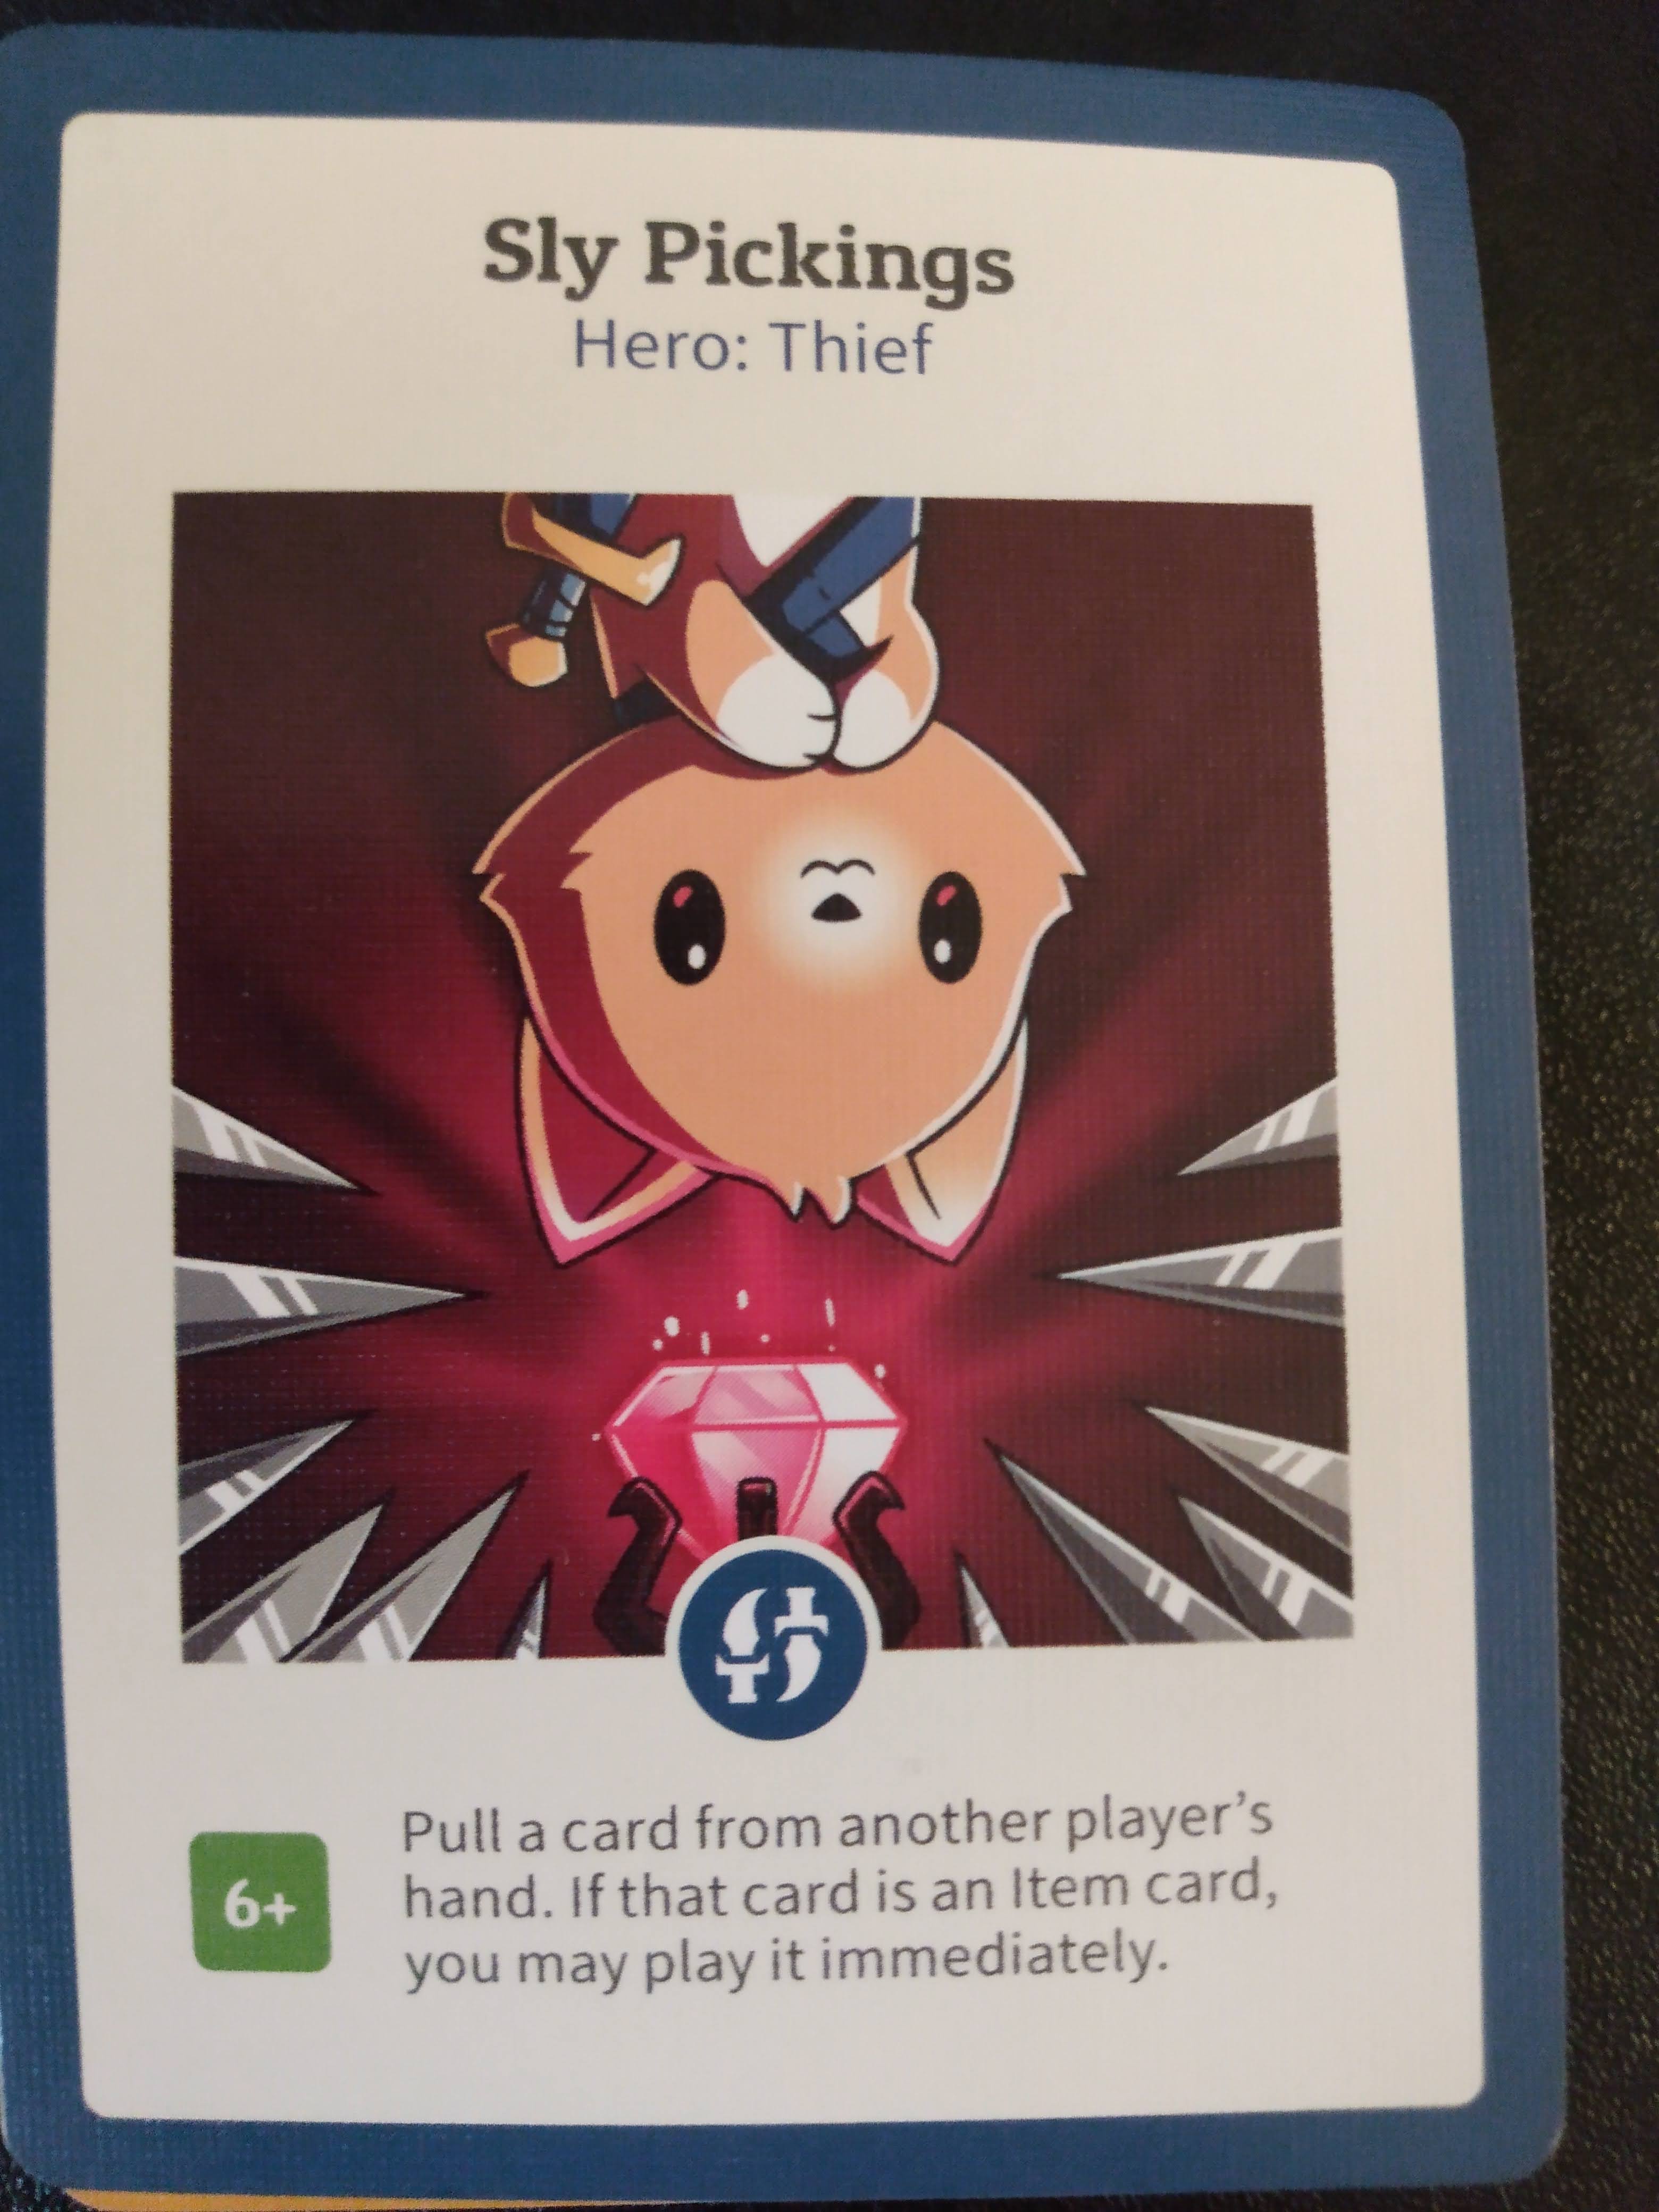 Sly Pickings
Hero: Thief
6+
Pull a card from another player's
hand. If that card is an Item card,
you may play it immediately.